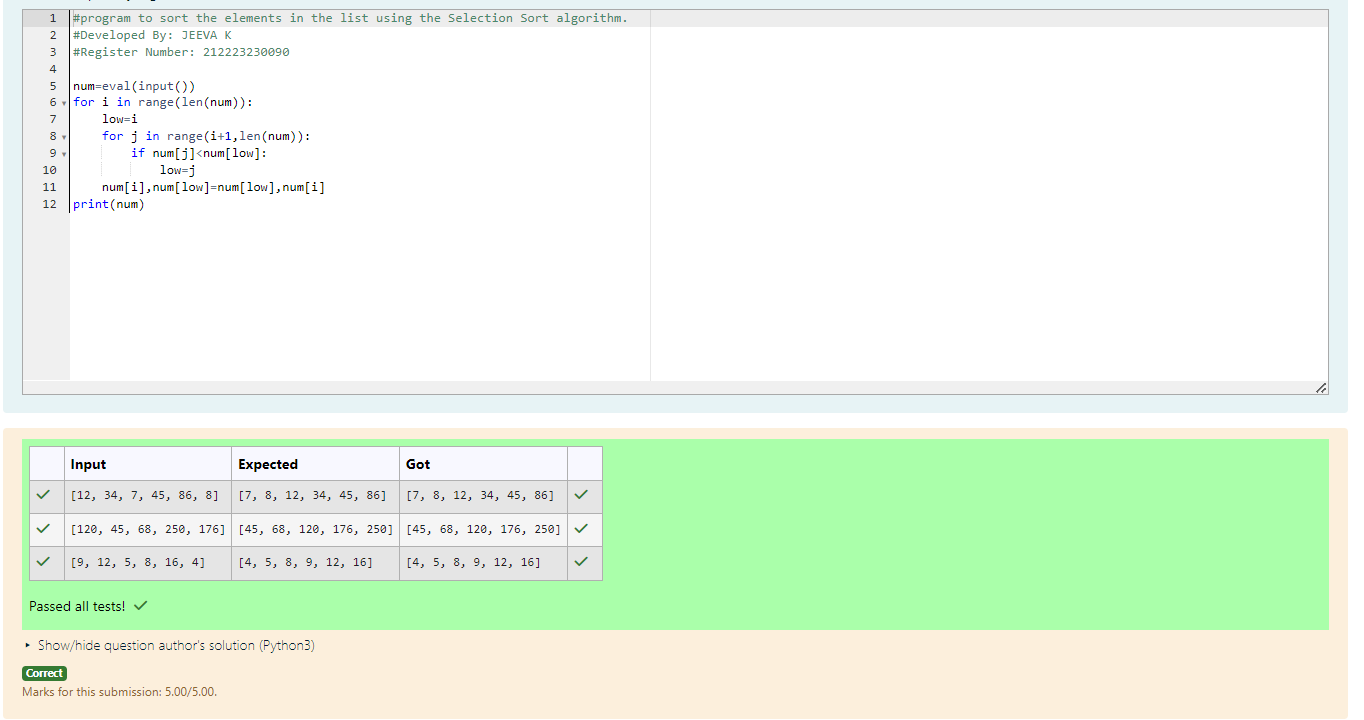 1 #program to sort the elements in the list using the Selection Sort algorithm.
2 #Developed By: JEEVA K
3 #Register Number: 212223230090
4
5 num=eval(input())
6 for i in range(len(num)):
7     low=i
8     for j in range(i+1,len(num)):
9         if num[j]<num[low]:
10             low=j
11     num[i],num[low]=num[low],num[i]
12 print(num)
Input Expected Got
[12, 34, 7, 45, 86, 8] [7, 8, 12, 34, 45, 86] [7, 8, 12, 34, 45, 86]
[120, 45, 68, 250, 176] [45, 68, 120, 176, 250] [45, 68, 120, 176, 250]
[9, 12, 5, 8, 16, 4] [4, 5, 8, 9, 12, 16] [4, 5, 8, 9, 12, 16]
Passed all tests!
Show/hide question author's solution (Python3)
Correct
Marks for this submission: 5.00/5.00.